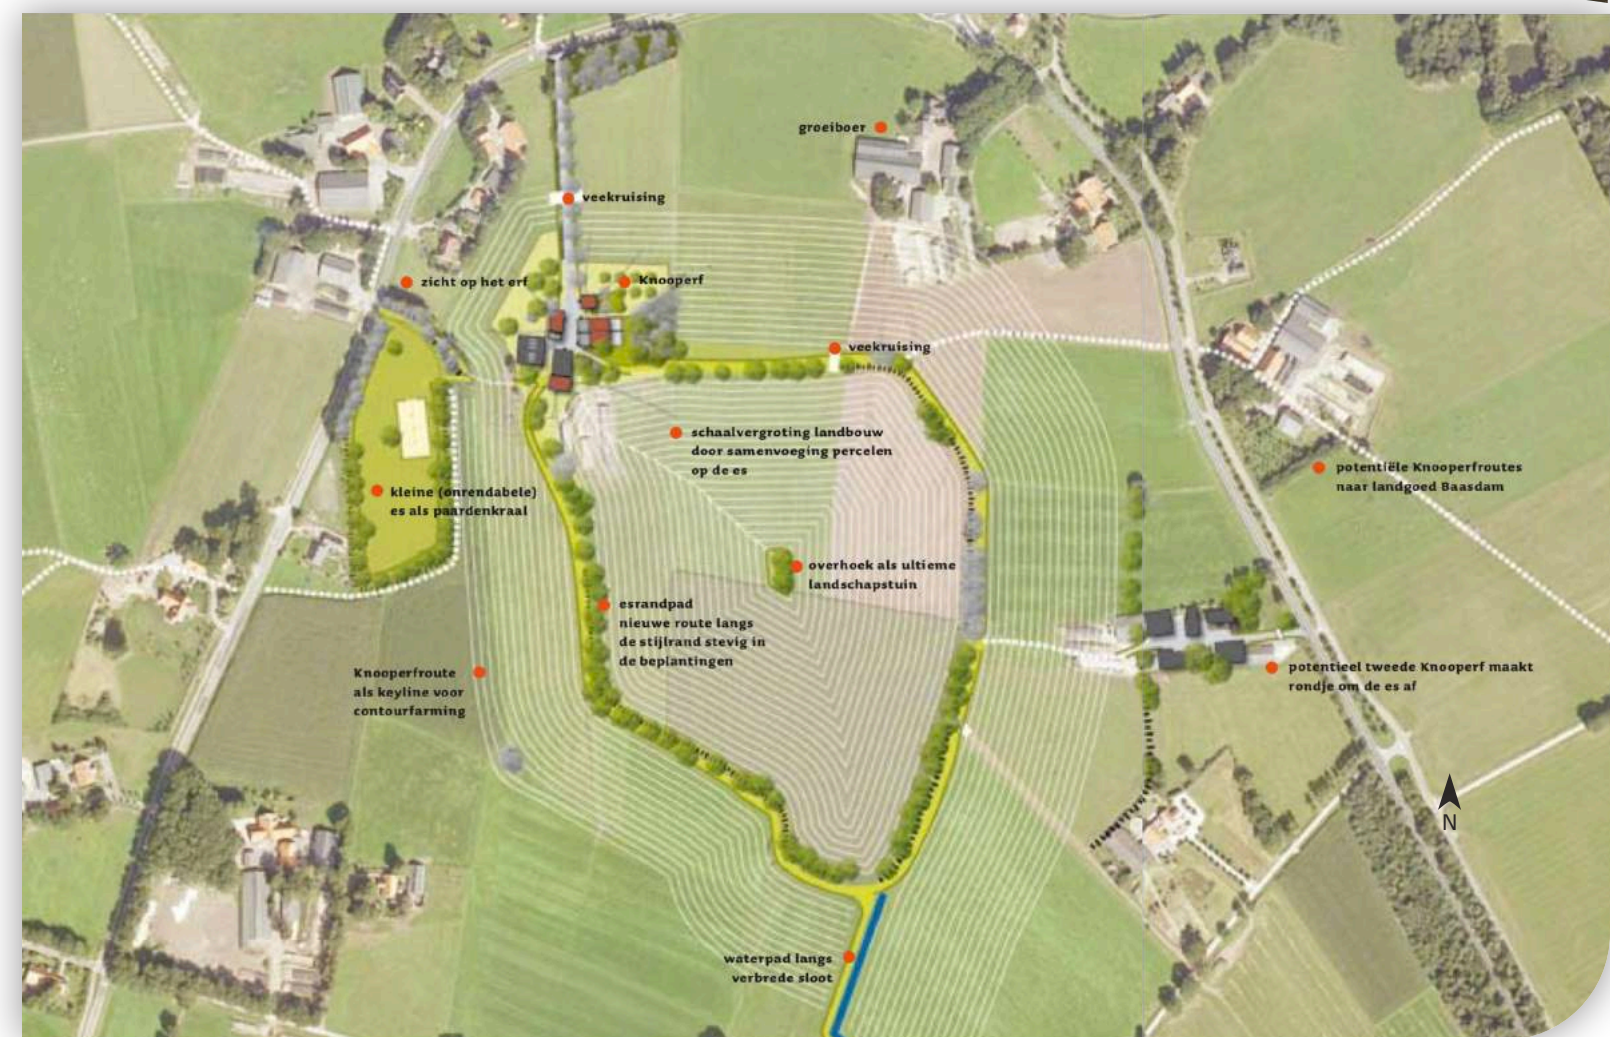 groeiboer
veekruising
zicht op het erf
Knooperf
veekruising
schaalvergroting landbouw
door samenvoeging percelen
op de es
potentiële Knooperfroutes
naar landgoed Baasdam
kleine (onrendabele)
es als paardenkraal
overhoek als ultieme
landschapstuin
esrandpad
nieuwe route langs
de stijlrand stevig in
de beplantingen
Knooperfroute
als keyline voor
contourfarming
potentieel tweede Knooperf maakt
rondje om de es af
N
waterpad langs
verbrede sloot